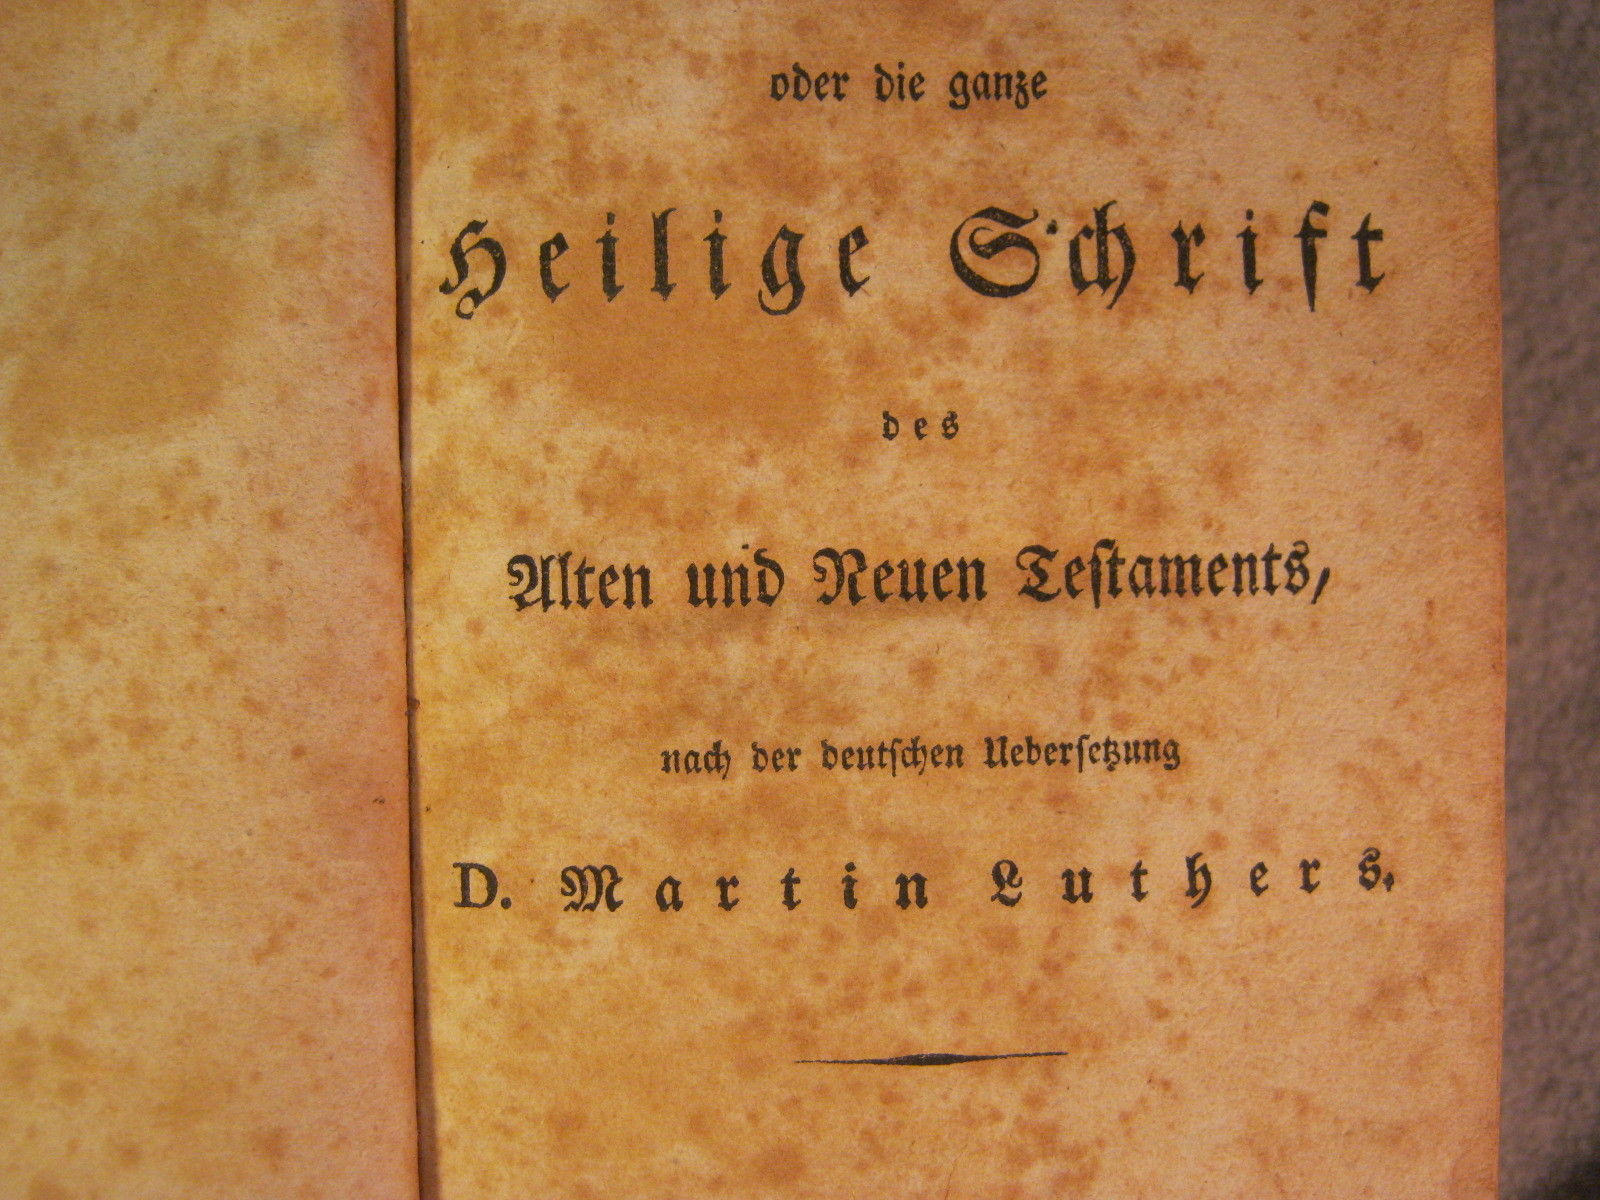 oder die ganze
Heilige Schrift
des
Alten und Neuen Teſtaments,
nach der deutſchen Ueberſetzung
D. Martin Luthers.